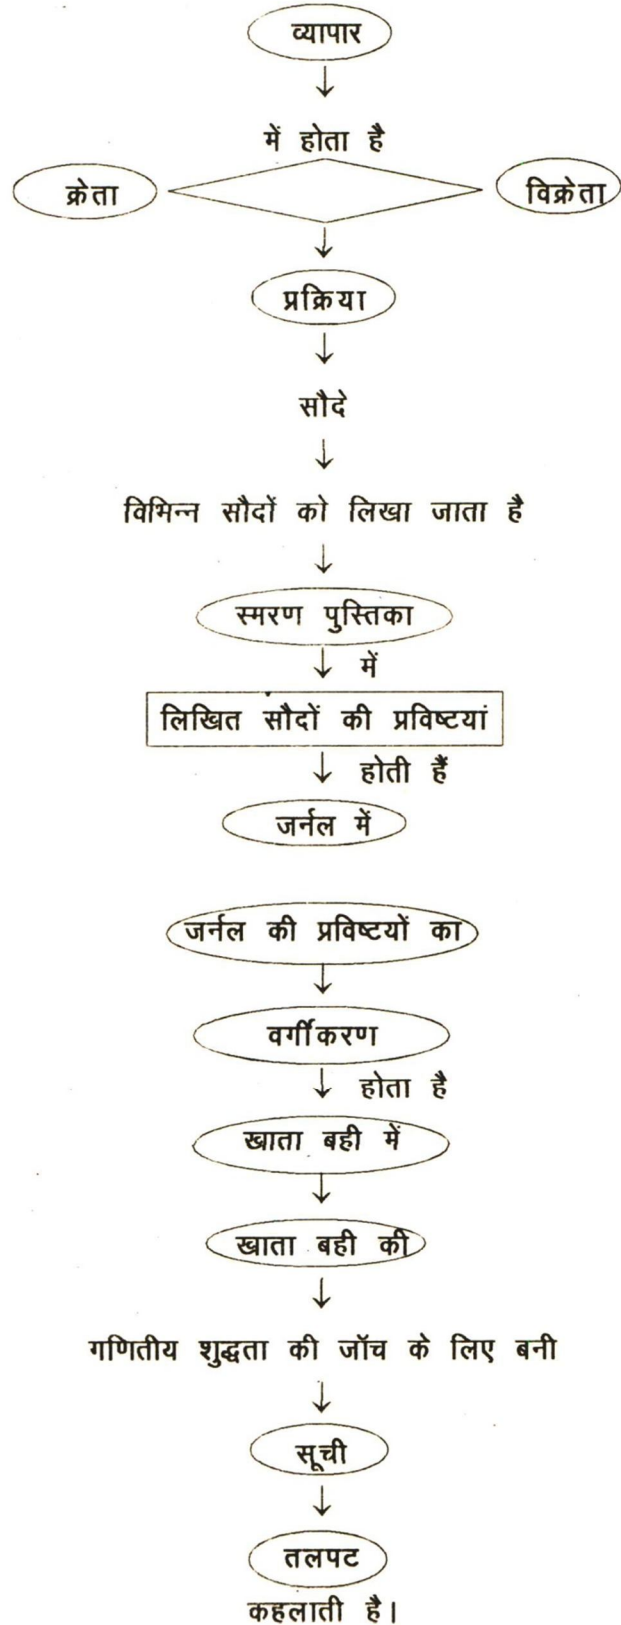 व्यापार
में होता है
क्रेता
विक्रेता
प्रक्रिया
सौदे
विभिन्न सौदों को लिखा जाता है
स्मरण पुस्तिका
में
लिखित सौदों की प्रविष्टयां
होती हैं
जर्नल में
जर्नल की प्रविष्टयों का
वर्गीकरण
होता है
खाता बही में
खाता बही की
गणितीय शुद्धता की जॉच के लिए बनी
सूची
तलपट
कहलाती है।